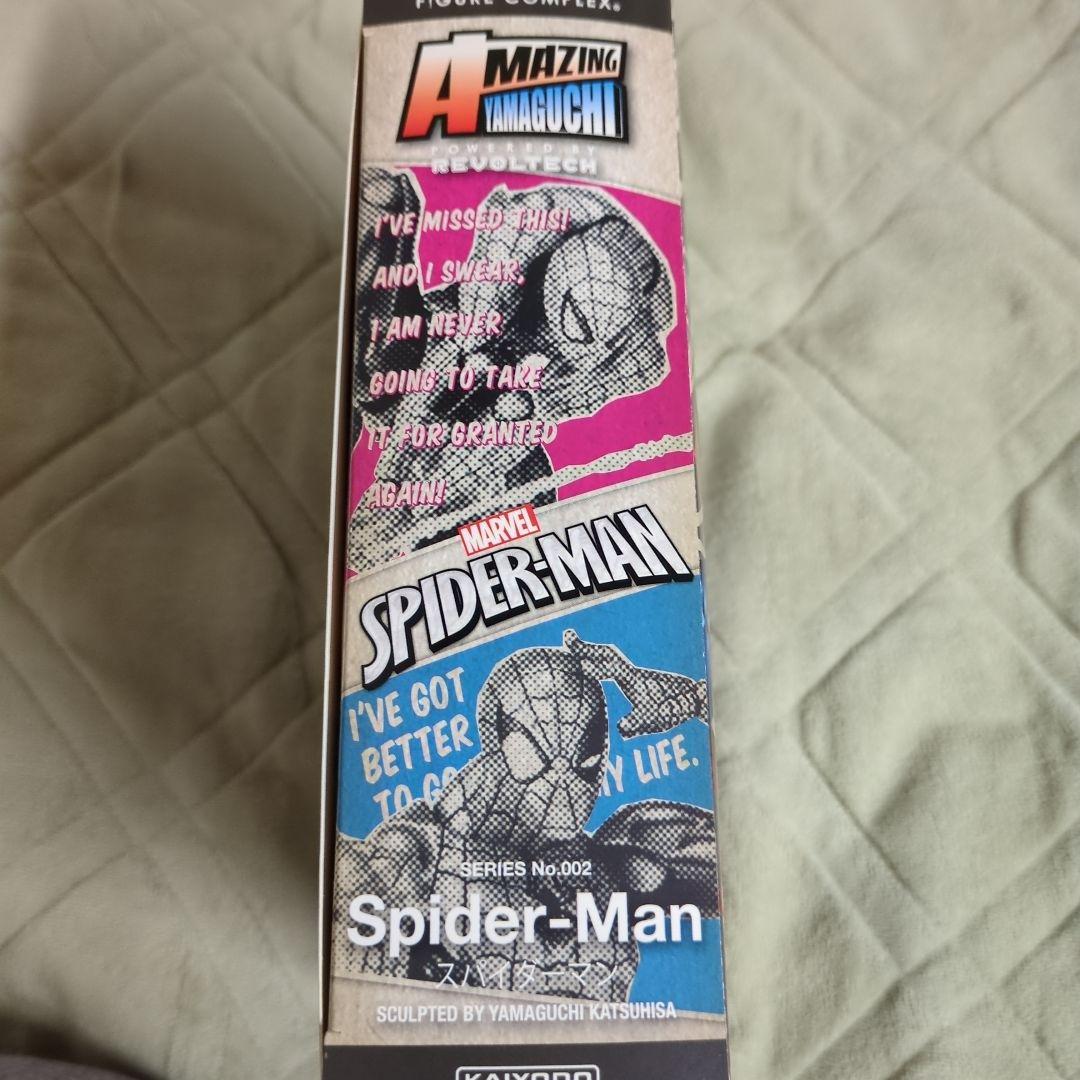 FIGURE COMPLEX®
AMAZING
YAMAGUCHI
POWERED BY
REVOLTECH
I'VE MISSED THIS!
AND I SWEAR,
I AM NEVER
GOING TO TAKE
IT FOR GRANTED
AGAIN!
MARVEL
SPIDER-MAN
I'VE GOT
BETTER
TO
LIFE.
SERIES No.002
Spider-Man
スパイダーマン
SCULPTED BY YAMAGUCHI KATSUHISA
KAIYODO